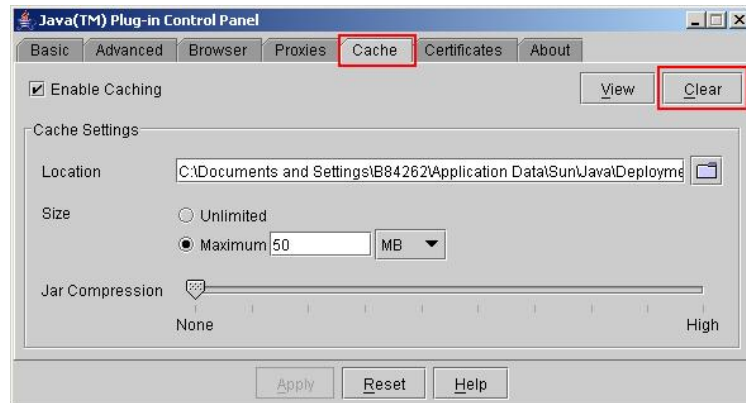 Java(TM) Plug-in Control Panel
Basic Advanced Browser Proxies Cache Certificates About
Enable Caching View Clear
Cache Settings
Location C:\Documents and Settings\B84262\Application Data\Sun\Java\Deployme
Size Unlimited
Maximum 50 MB
Jar Compression
None High
Apply Reset Help